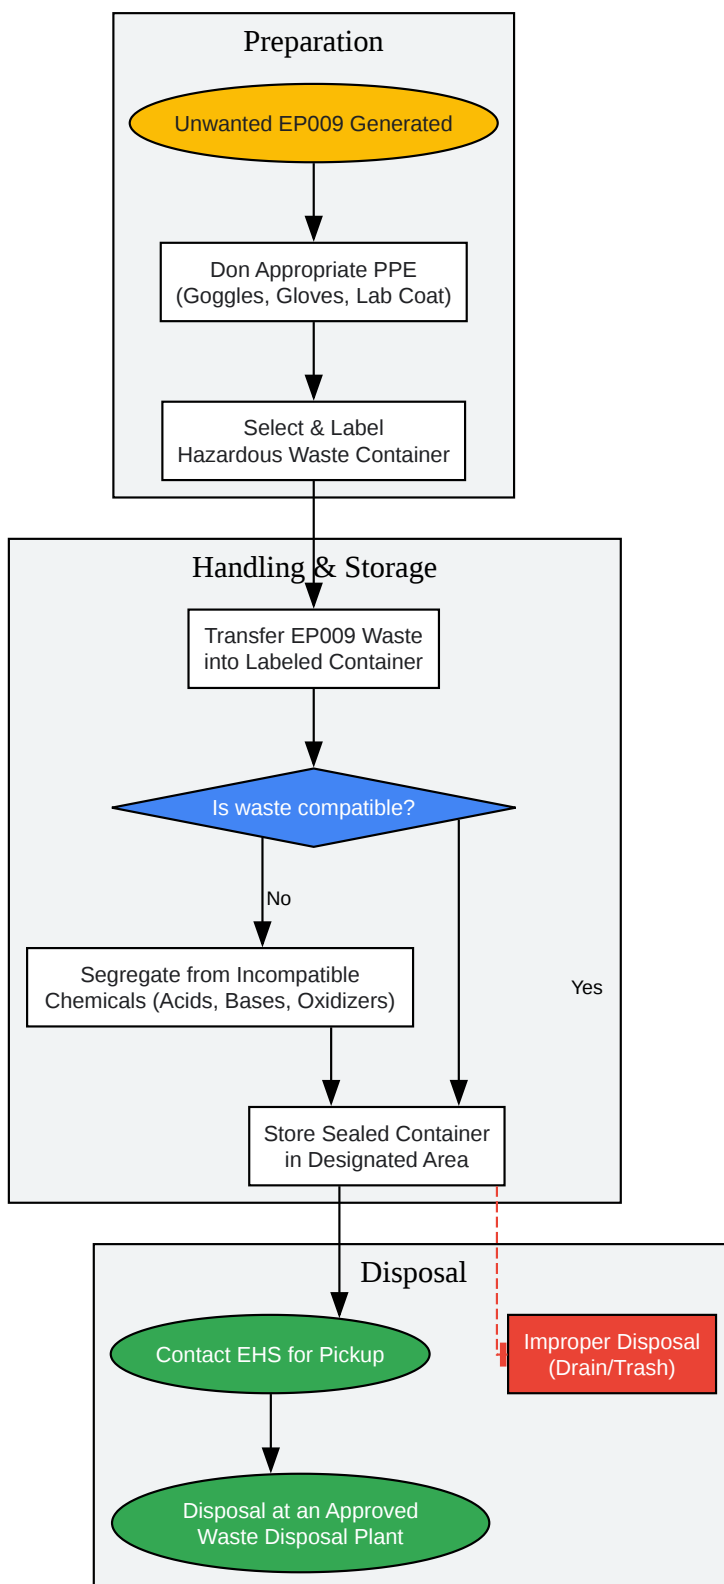 Preparation
Unwanted EP009 Generated
Don Appropriate PPE
(Goggles, Gloves, Lab Coat)
Select & Label
Hazardous Waste Container
Handling & Storage
Transfer EP009 Waste
into Labeled Container
Is waste compatible?
No
Segregate from Incompatible
Chemicals (Acids, Bases, Oxidizers)
Yes
Store Sealed Container
in Designated Area
Disposal
Contact EHS for Pickup
Improper Disposal
(Drain/Trash)
Disposal at an Approved
Waste Disposal Plant